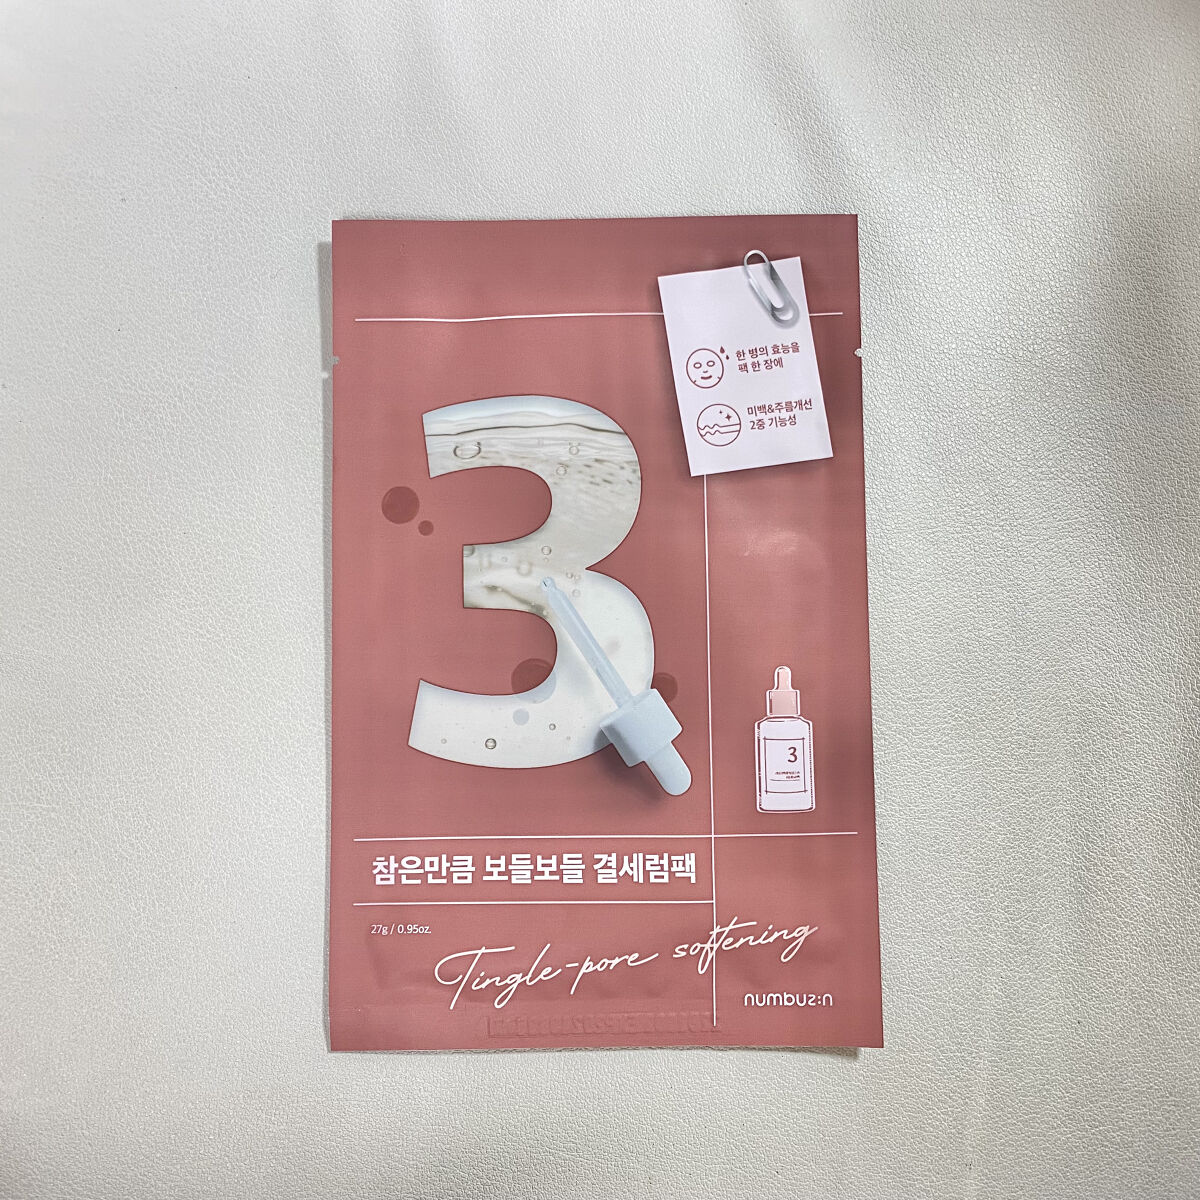 한 병의 효능을
팩 한 장에
미백&주름개선
2중 기능성
3
3
참은만큼 보들보들 결세럼팩
27g / 0.95oz.
Tingle-pore softening
numbuz:n